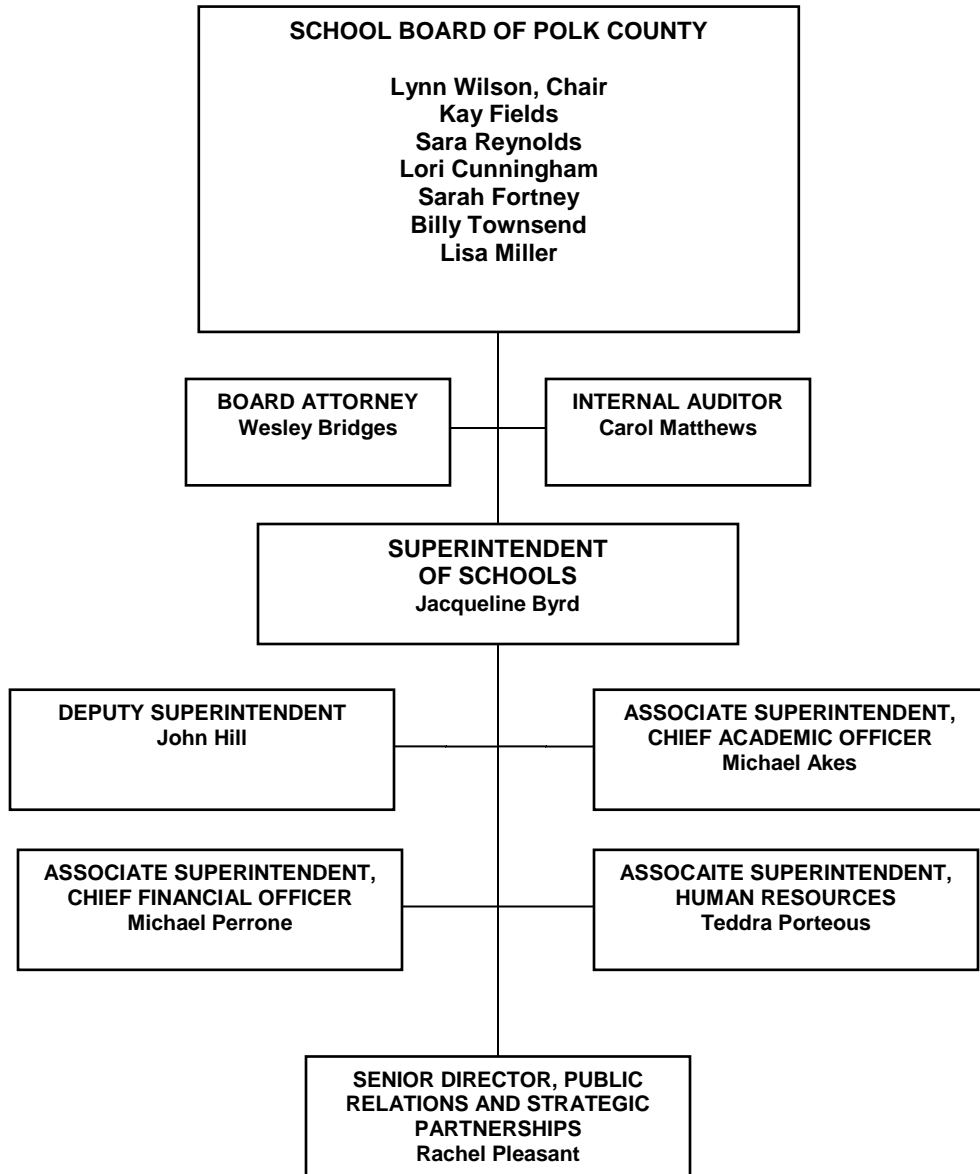 SCHOOL BOARD OF POLK COUNTY
Lynn Wilson, Chair
Kay Fields
Sara Reynolds
Lori Cunningham
Sarah Fortney
Billy Townsend
Lisa Miller
BOARD ATTORNEY
Wesley Bridges
INTERNAL AUDITOR
Carol Matthews
SUPERINTENDENT
OF SCHOOLS
Jacqueline Byrd
DEPUTY SUPERINTENDENT
John Hill
ASSOCIATE SUPERINTENDENT,
CHIEF ACADEMIC OFFICER
Michael Akes
ASSOCIATE SUPERINTENDENT,
CHIEF FINANCIAL OFFICER
Michael Perrone
ASSOCAITE SUPERINTENDENT,
HUMAN RESOURCES
Teddra Porteous
SENIOR DIRECTOR, PUBLIC
RELATIONS AND STRATEGIC
PARTNERSHIPS
Rachel Pleasant